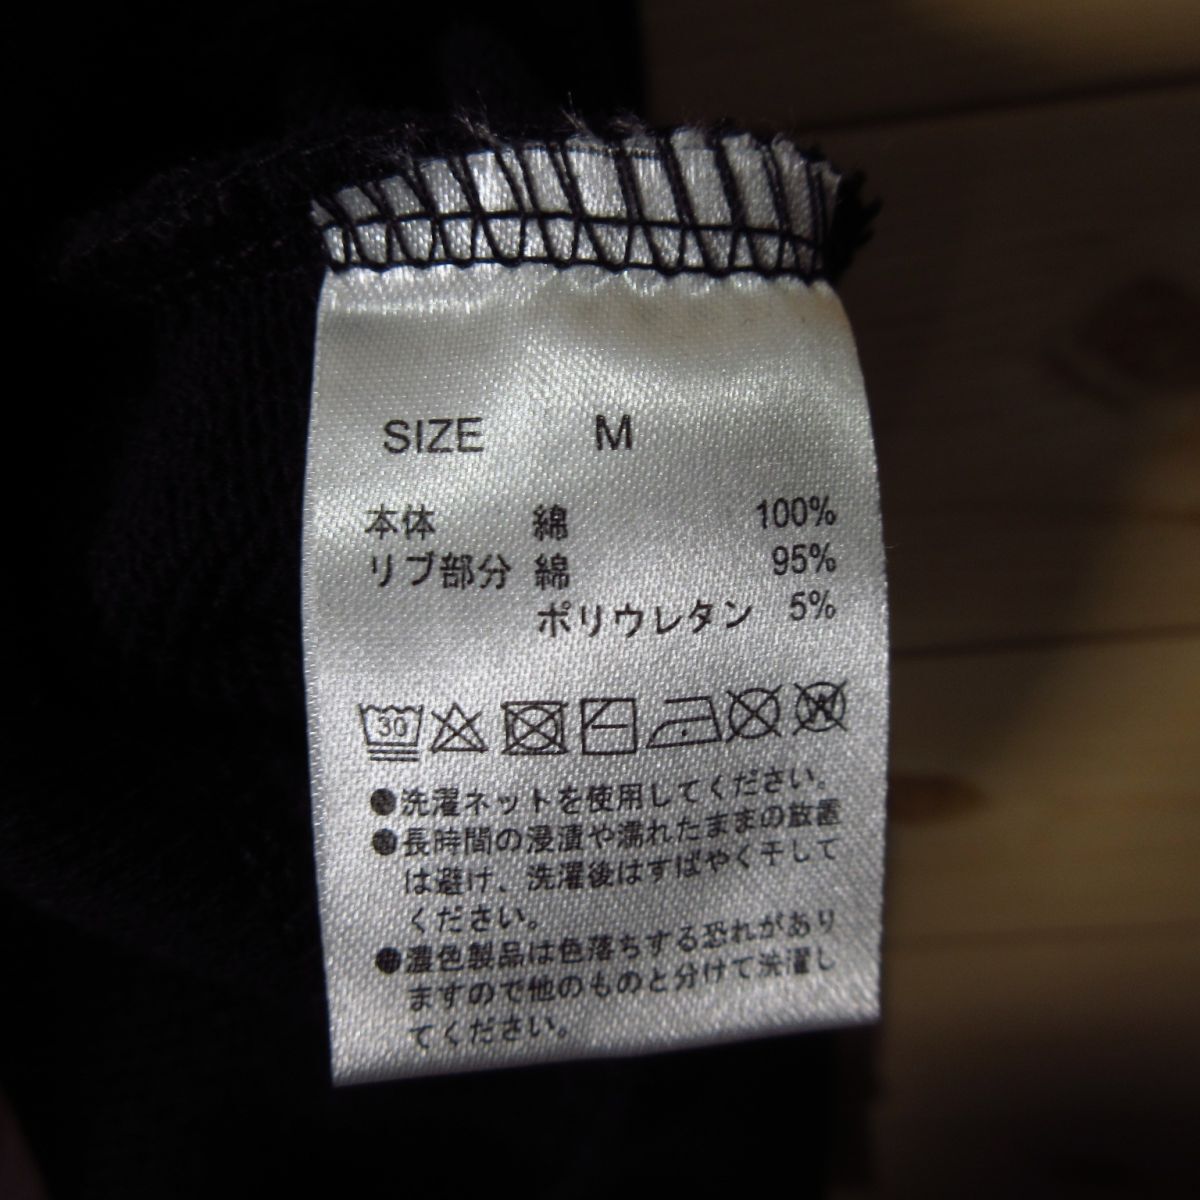 SIZE M
本体 綿 100%
リブ部分 綿 95%
ポリウレタン 5%
30 W
●洗濯ネットを使用してください。
●長時間の浸漬や濡れたままの放置
は避け、洗濯後はすばやく干して
ください。
●濃色製品は色落ちする恐れがあり
ますので他のものと分けて洗濯し
てください。